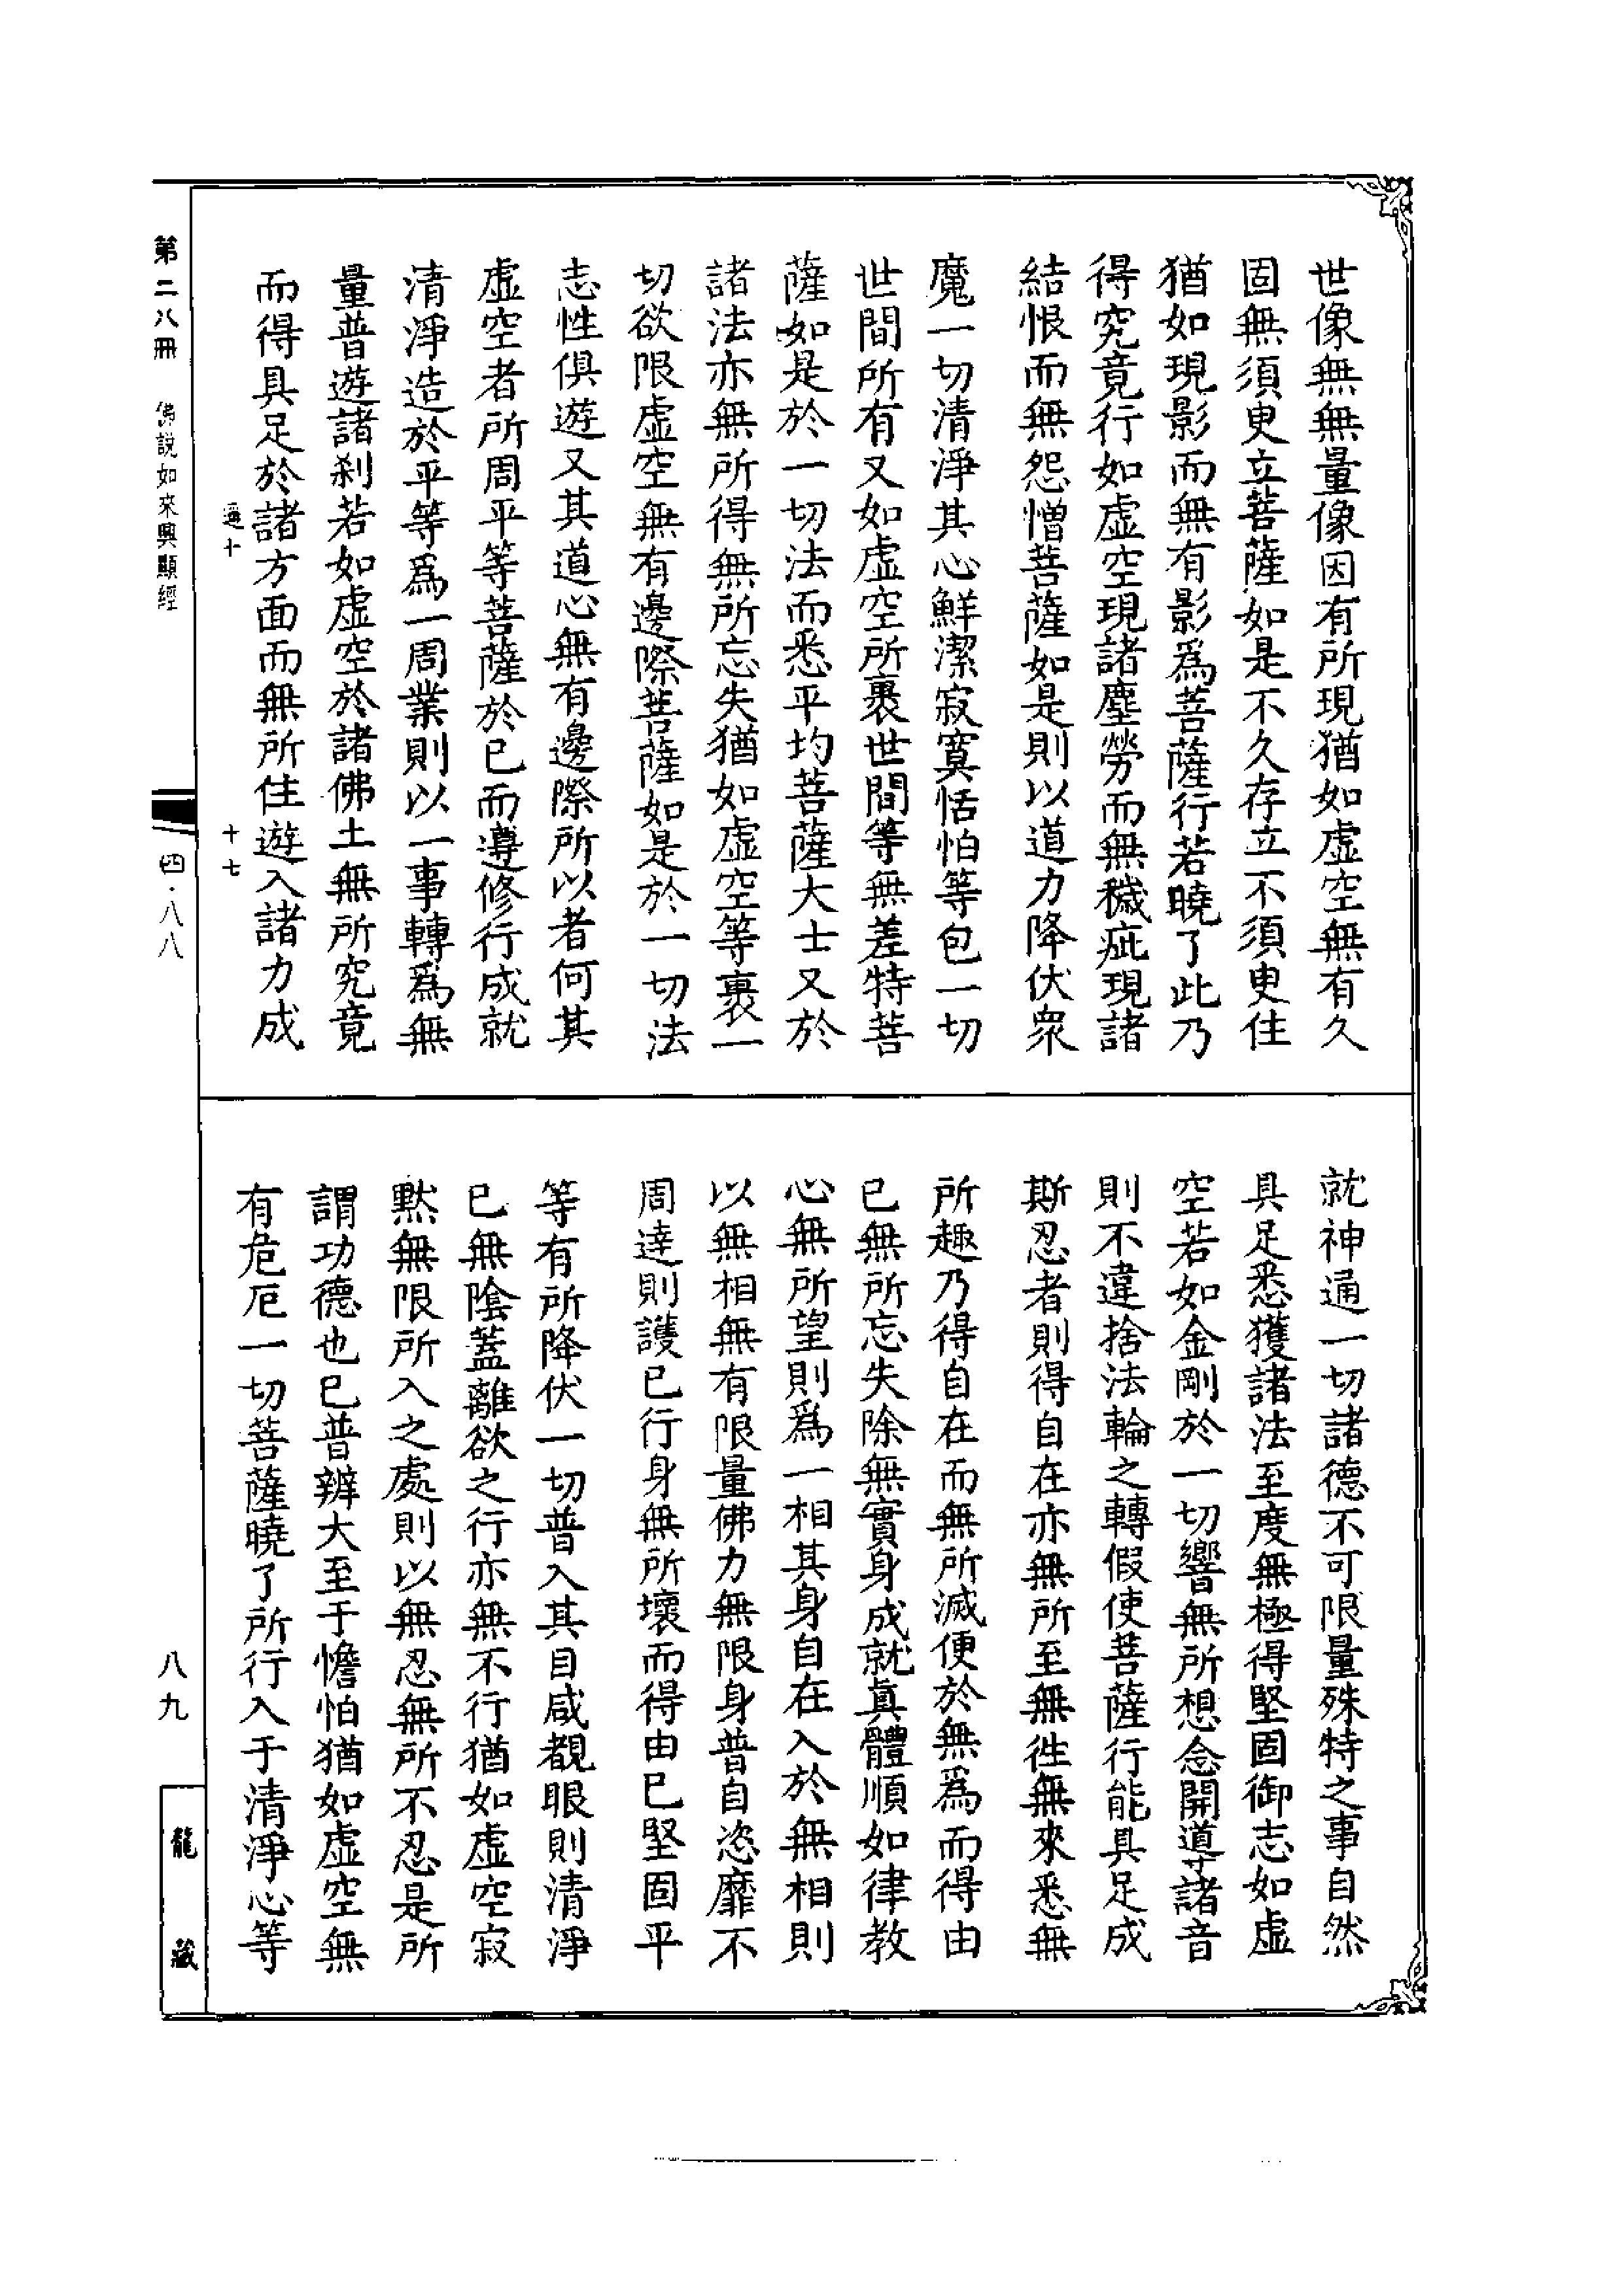 世像無無量像因有所現猶如虛空無有久
固無須臾立菩薩如是不久存立不須臾住
猶如現影而無有影爲菩薩行若曉了此乃
得究竟行如虛空現諸塵勞而無穢疵現諸
結恨而無怨憎菩薩如是則以道力降伏衆
魔一切清淨其心鮮潔寂寞恬怕等包一切
世間所有又如虛空所裹世間等無差特菩
薩如是於一切法而悉平均菩薩大士又於
諸法亦無所得無所忘失猶如虛空等裹一
切欲限虛空無有邊際菩薩如是於一切法
志性俱遊又其道心無有邊際所以者何其
虛空者所周平等菩薩於已而遵修行成就
清淨造於平等爲一周業則以一事轉爲無
量普遊諸刹若如虛空於諸佛土無所究竟
而得具足於諸方面而無所住遊入諸力成
就神通一切諸德不可限量殊特之事自然
具足悉獲諸法至度無極得堅固御志如虛
空若如金剛於一切響無所想念開道諸音
則不違捨法輪之轉假使菩薩行能具足成
斯忍者則得自在亦無所至無徃無來悉無
所趣乃得自在而無所滅便於無爲而得由
已無所忘失除無實身成就眞體順如律教
心無所望則爲一相其身自在入於無相則
以無相無有限量佛力無限身普自恣靡不
周達則護已行身無所壞而得由已堅固平
等有所降伏一切普入其目咸覩眼則清淨
已無陰蓋離欲之行亦無不行猶如虛空寂
黙無限所入之處則以無忍無所不忍是所
謂功德也已普辦大至于憺怕猶如虛空無
有危厄一切菩薩曉了所行入于清淨心等
第二八冊 佛說如來興顯經
十 十七
四·八八
八九
龍藏